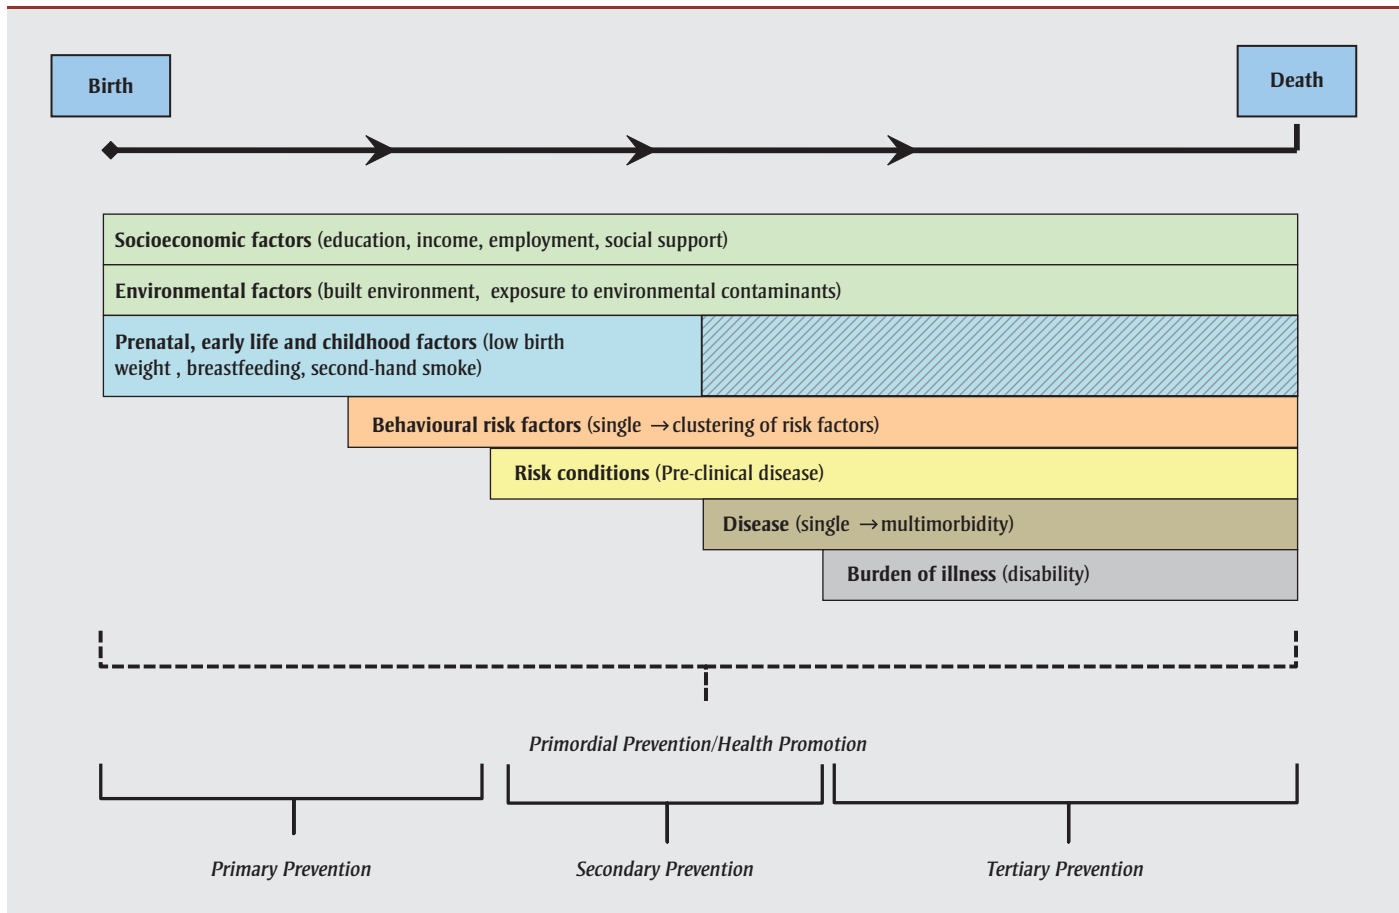 Birth
Death
Socioeconomic factors (education, income, employment, social support)
Environmental factors (built environment, exposure to environmental contaminants)
Prenatal, early life and childhood factors (low birth
weight , breastfeeding, second-hand smoke)
Behavioural risk factors (single → clustering of risk factors)
Risk conditions (Pre-clinical disease)
Disease (single → multimorbidity)
Burden of illness (disability)
Primordial Prevention/Health Promotion
Primary Prevention
Secondary Prevention
Tertiary Prevention